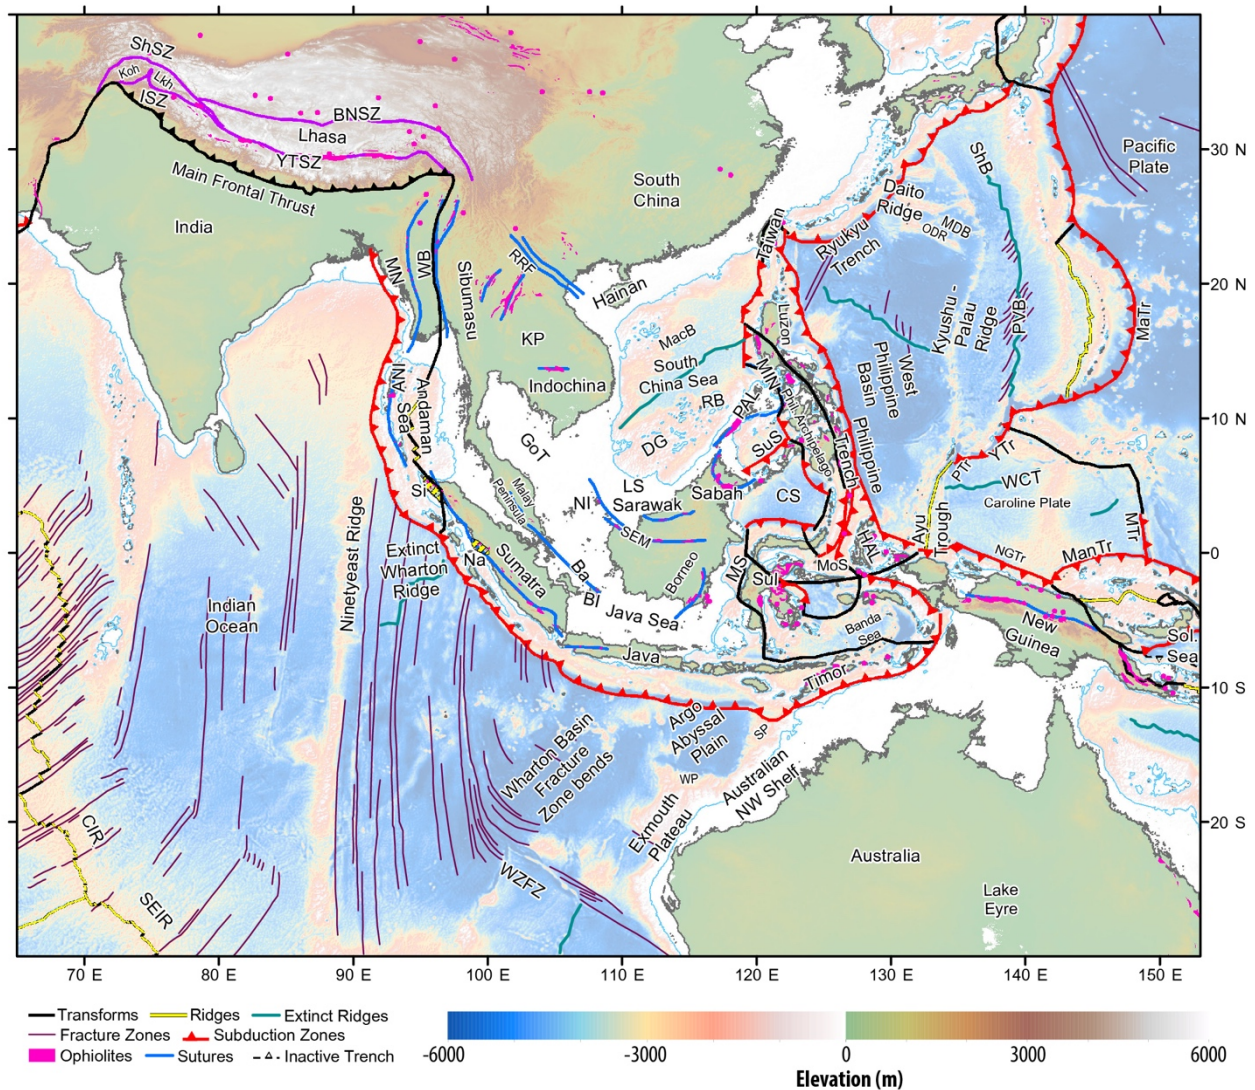 ShSZ
Koh
Lkh
ISZ
BNSZ
Lhasa
YTSZ
Main Frontal Thrust
India
South
China
Pacific
Plate
30 N
ShB
Daito
Ridge
MDB
ODR
Ryukyu
Trench
Taiwan
MN
WB
Sibumasu
RRF
Hainan
20 N
Kyushu -
Palau
Ridge
PVB
MaTr
Luzon
MacB
South
China Sea
RB
KP
Indochina
West
Philippine
Basin
ANI
Andaman
Sea
MIN
PAL
Phil. Archipelago
Philippine
Trench
10 N
DG
SuS
GoT
PTr
YTr
WCT
Caroline Plate
Si
Malay
Peninsula
LS
Sarawak
NI
Sabah
CS
SEM
Ayu
Trough
MTr
HAL
0
Ninetyeast Ridge
Extinct
Wharton
Ridge
Na
Sumatra
Ba
BI
Borneo
MIS
Sul
MoS
NGTr
ManTr
Indian
Ocean
Java Sea
Java
Banda
Sea
New
Guinea
Sol.
Sea
Timor
10 S
Argo
Abyssal
Plain
SP
WP
Wharton Basin
Fracture
Zone bends
Australian
NW Shelf
Exmouth
Plateau
20 S
CIR
SEIR
WZFZ
Australia
Lake
Eyre
70 E 80 E 90 E 100 E 110 E 120 E 130 E 140 E 150 E
Transforms Ridges Extinct Ridges
Fracture Zones Subduction Zones
Ophiolites Sutures Inactive Trench
-6000 -3000 0 3000 6000
Elevation (m)